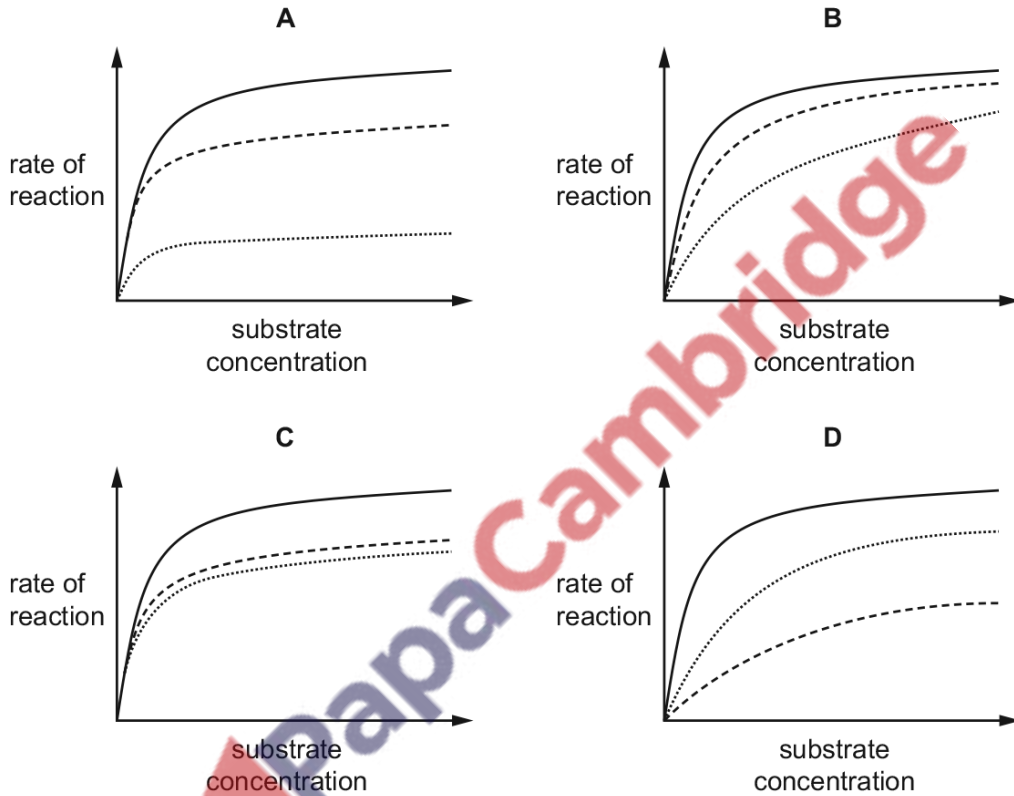 A
B
rate of
reaction
substrate
concentration
rate of
reaction
substrate
concentration
C
D
rate of
reaction
substrate
concentration
rate of
reaction
substrate
concentration
PapaCambridge